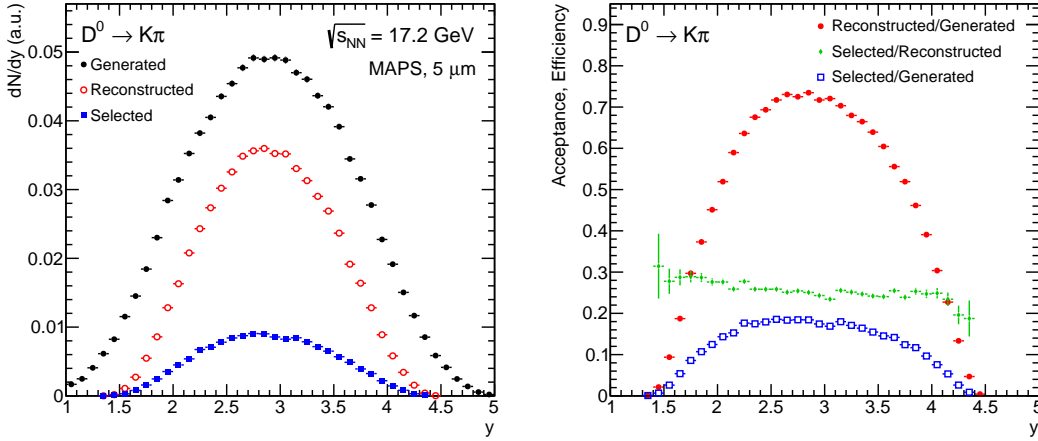 dN/dy (a.u.)
D⁰ → Kπ
√sNN = 17.2 GeV
MAPS, 5 μm
Generated
Reconstructed
Selected
0.05
0.04
0.03
0.02
0.01
0
1 1.5 2 2.5 3 3.5 4 4.5 5
y
Acceptance, Efficiency
D⁰ → Kπ
Reconstructed/Generated
Selected/Reconstructed
Selected/Generated
0.9
0.8
0.7
0.6
0.5
0.4
0.3
0.2
0.1
0
1 1.5 2 2.5 3 3.5 4 4.5 5
y